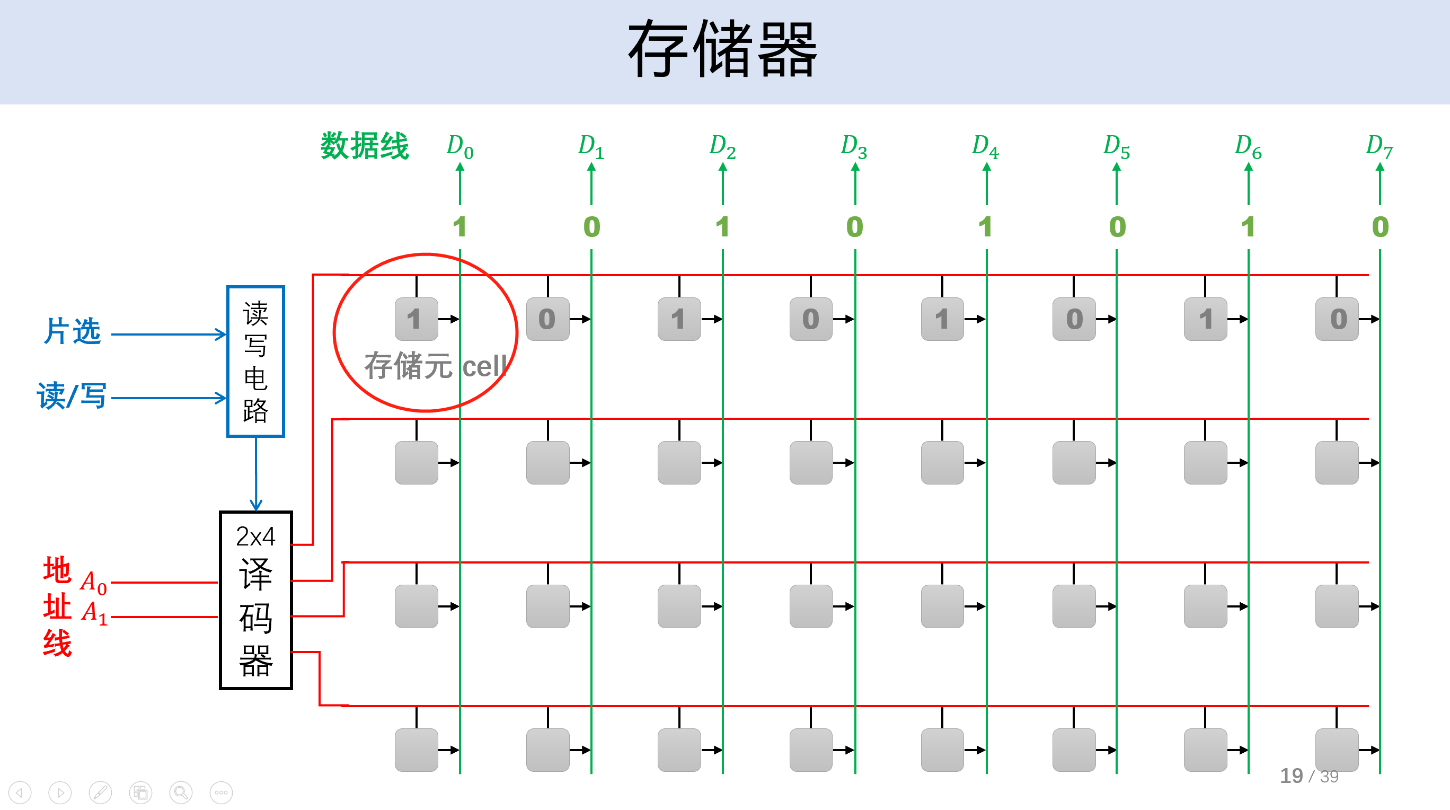 存储器
数据线 D₀ D₁ D₂ D₃ D₄ D₅ D₆ D₇
1 0 1 0 1 0 1 0
片选
读/写
读写电路
1 0 1 0 1 0 1 0
存储元 cell
地址线
A₀
A₁
2x4
译码器
19 / 39